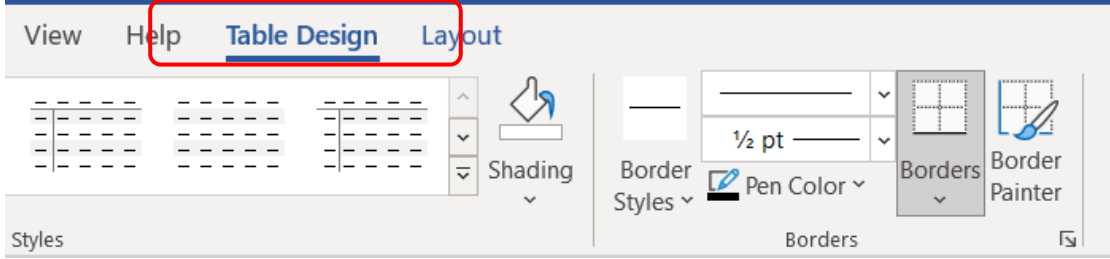 View Help Table Design Layout
½ pt
Shading
Border
Styles
Pen Color
Borders
Border
Painter
Styles
Borders